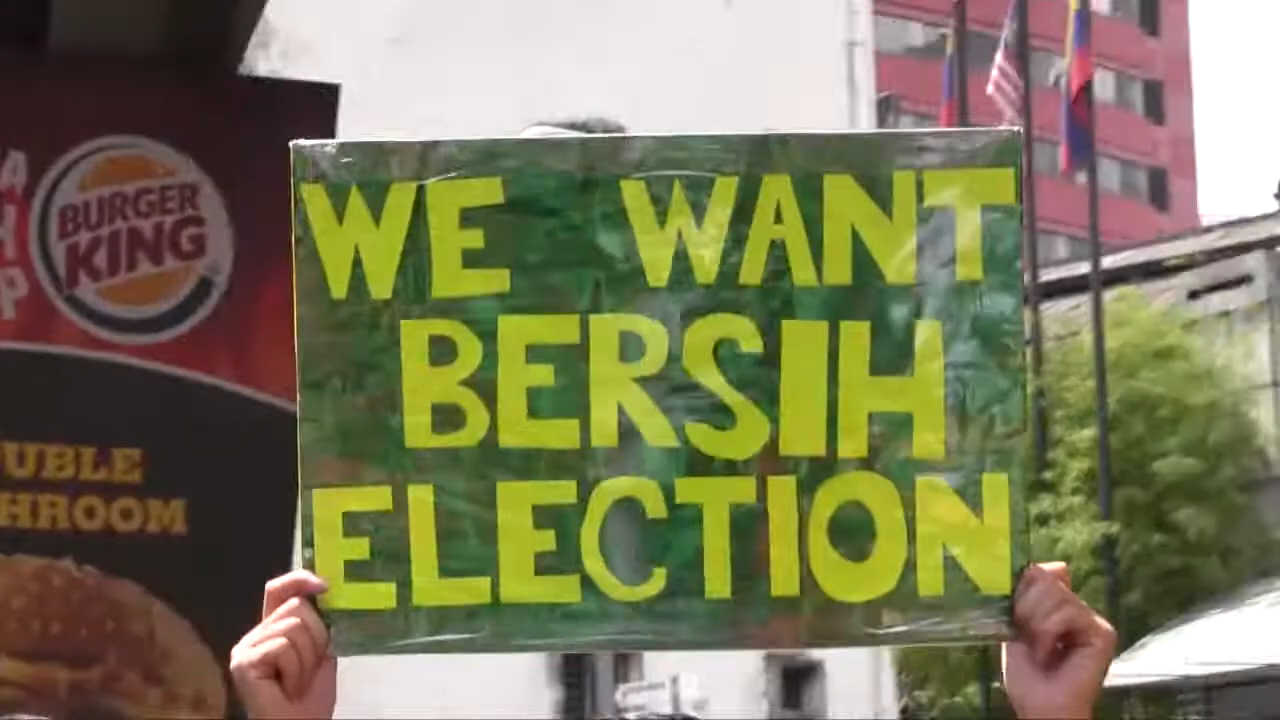 BURGER
KING
WE WANT
BERSIH
ELECTION
UBLE
HROOM